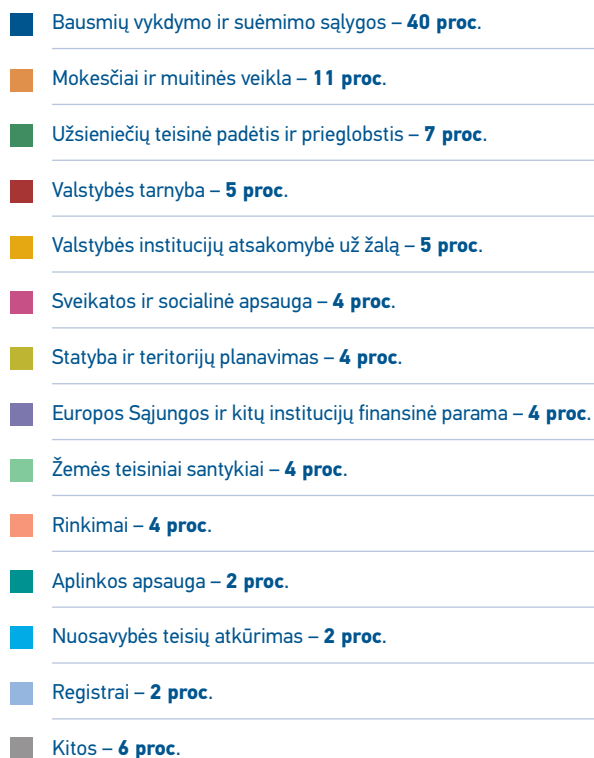 Bausmių vykdymo ir suėmimo sąlygos – 40 proc.
Mokesčiai ir muitinės veikla – 11 proc.
Užsieniečių teisinė padėtis ir prieglobstis – 7 proc.
Valstybės tarnyba – 5 proc.
Valstybės institucijų atsakomybė už žalą – 5 proc.
Sveikatos ir socialinė apsauga – 4 proc.
Statyba ir teritorijų planavimas – 4 proc.
Europos Sąjungos ir kitų institucijų finansinė parama – 4 proc.
Žemės teisiniai santykiai – 4 proc.
Rinkimai – 4 proc.
Aplinkos apsauga – 2 proc.
Nuosavybės teisių atkūrimas – 2 proc.
Registrai – 2 proc.
Kitos – 6 proc.